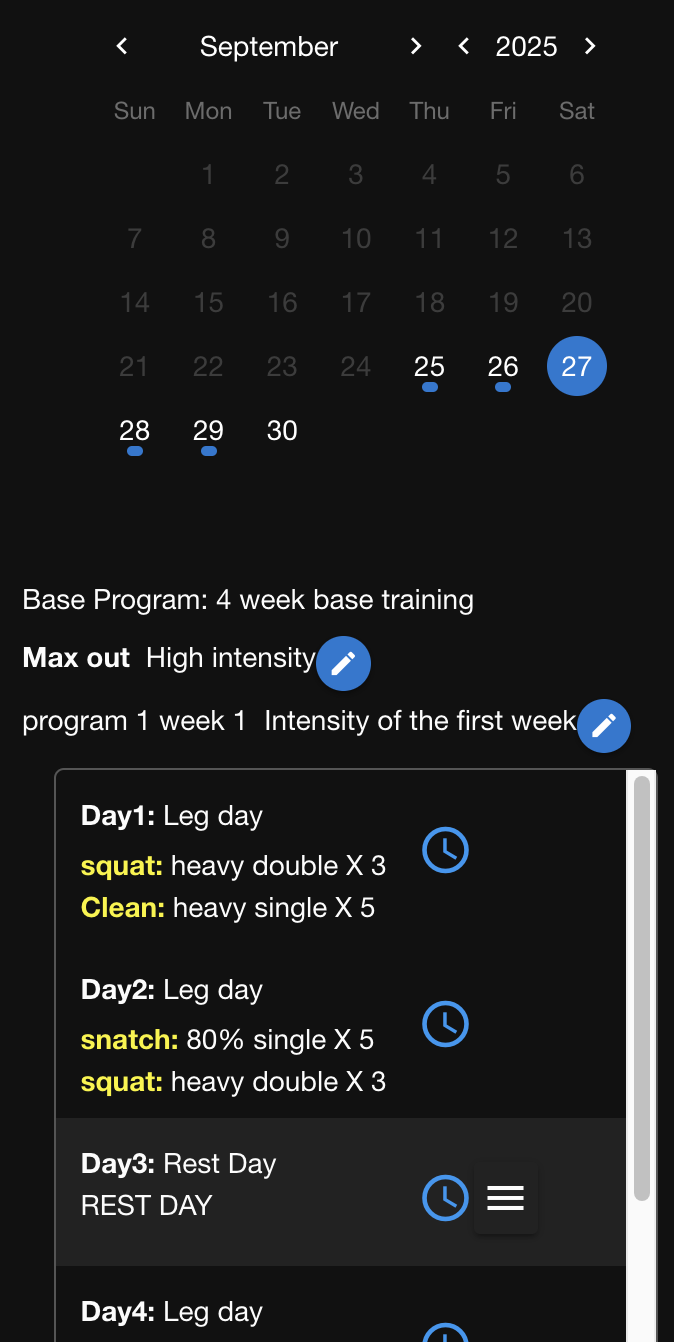 September 2025
Sun Mon Tue Wed Thu Fri Sat
1 2 3 4 5 6
7 8 9 10 11 12 13
14 15 16 17 18 19 20
21 22 23 24 25 26 27
28 29 30
Base Program: 4 week base training
Max out High intensity
program 1 week 1 Intensity of the first week
Day1: Leg day
squat: heavy double X 3
Clean: heavy single X 5
Day2: Leg day
snatch: 80% single X 5
squat: heavy double X 3
Day3: Rest Day
REST DAY
Day4: Leg day